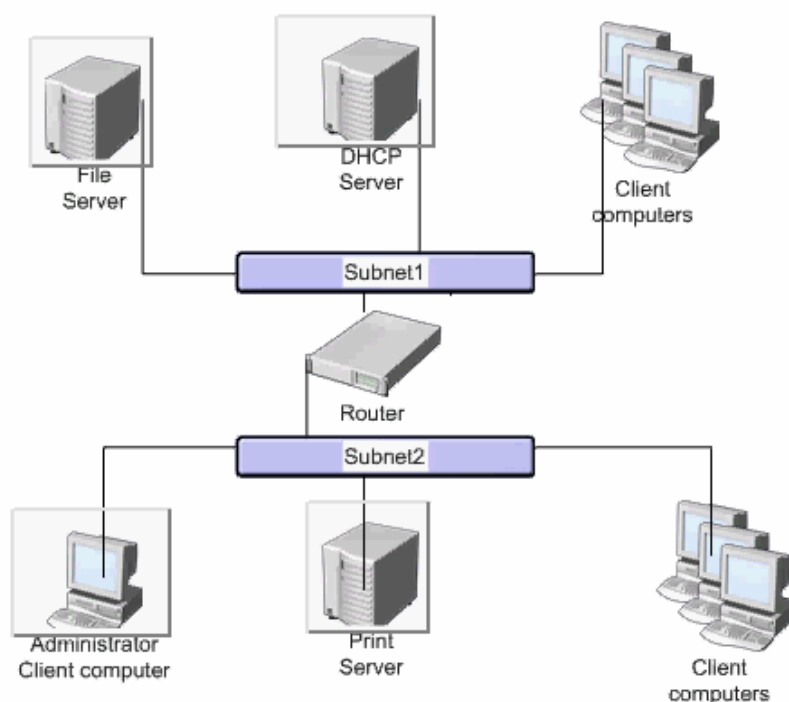 File
Server
DHCP
Server
Client
computers
Subnet1
Router
Subnet2
Administrator
Client computer
Print
Server
Client
computers